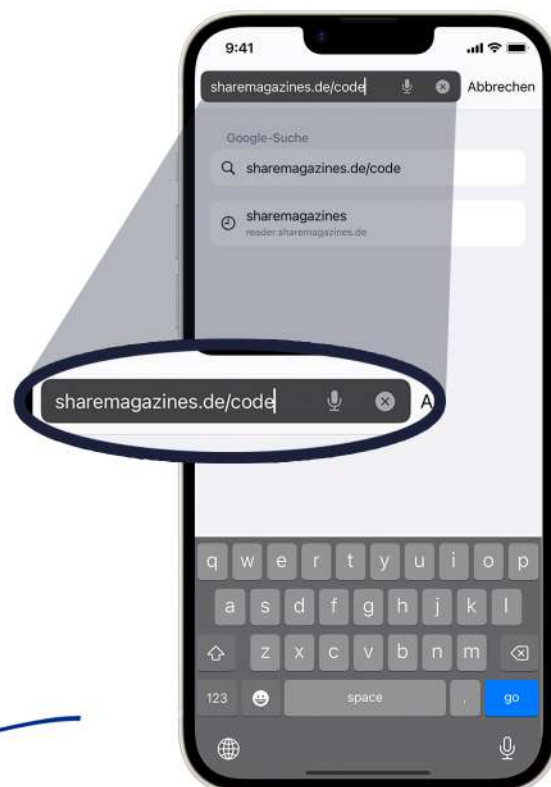 9:41
sharemagazines.de/code Abbrechen
Google-Suche
sharemagazines.de/code
sharemagazines
reader.sharemagazines.de
sharemagazines.de/code A
q w e r t y u i o p
a s d f g h j k l
z x c v b n m
123 space . go